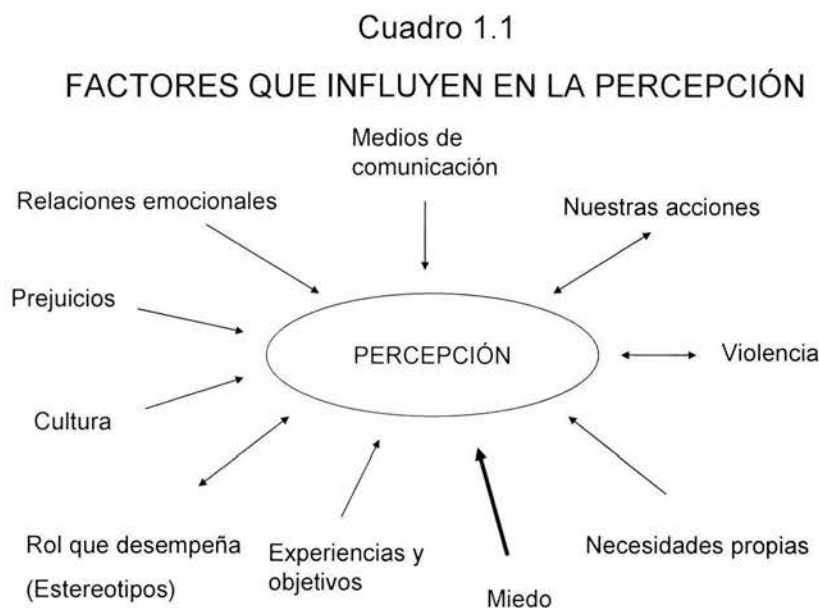 Cuadro 1.1
FACTORES QUE INFLUYEN EN LA PERCEPCIÓN
Medios de
comunicación
Relaciones emocionales
Nuestras acciones
Prejuicios
PERCEPCIÓN
Violencia
Cultura
Rol que desempeña
(Estereotipos)
Experiencias y
objetivos
Miedo
Necesidades propias